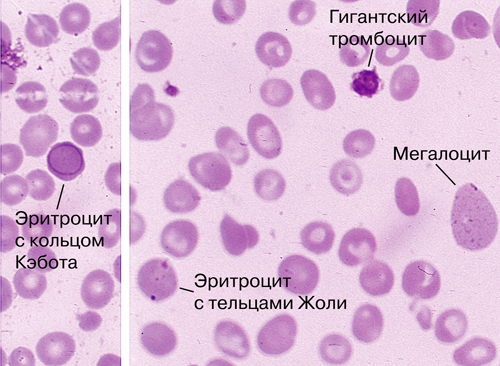 Гигантский
тромбоцит
Мегалоцит
Эритроцит
с кольцом
Кэбота
Эритроцит
с тельцами Жоли